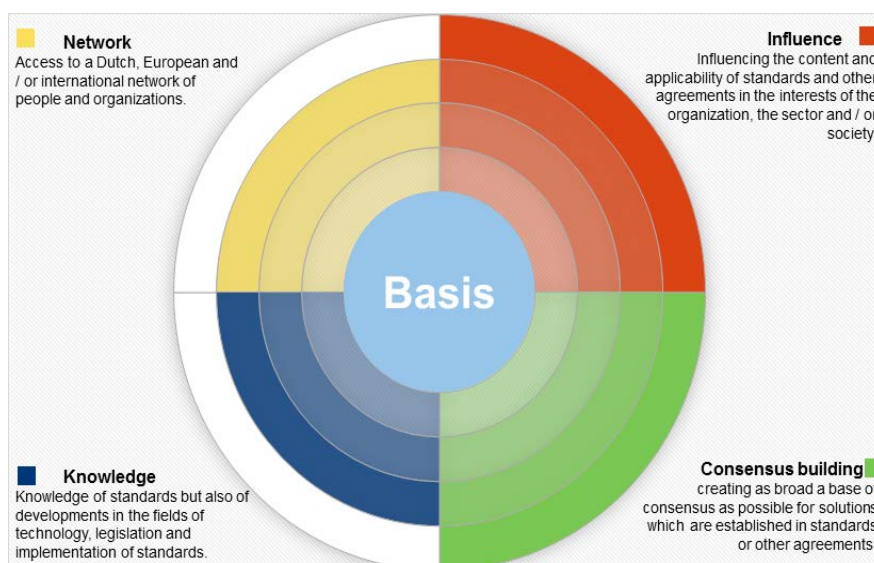 Network
Access to a Dutch, European and
/ or international network of
people and organizations.
Influence
Influencing the content and
applicability of standards and other
agreements in the interests of the
organization, the sector and / or
society
Basis
Knowledge
Knowledge of standards but also of
developments in the fields of
technology, legislation and
implementation of standards.
Consensus building
creating as broad a base of
consensus as possible for solutions
which are established in standards
or other agreements